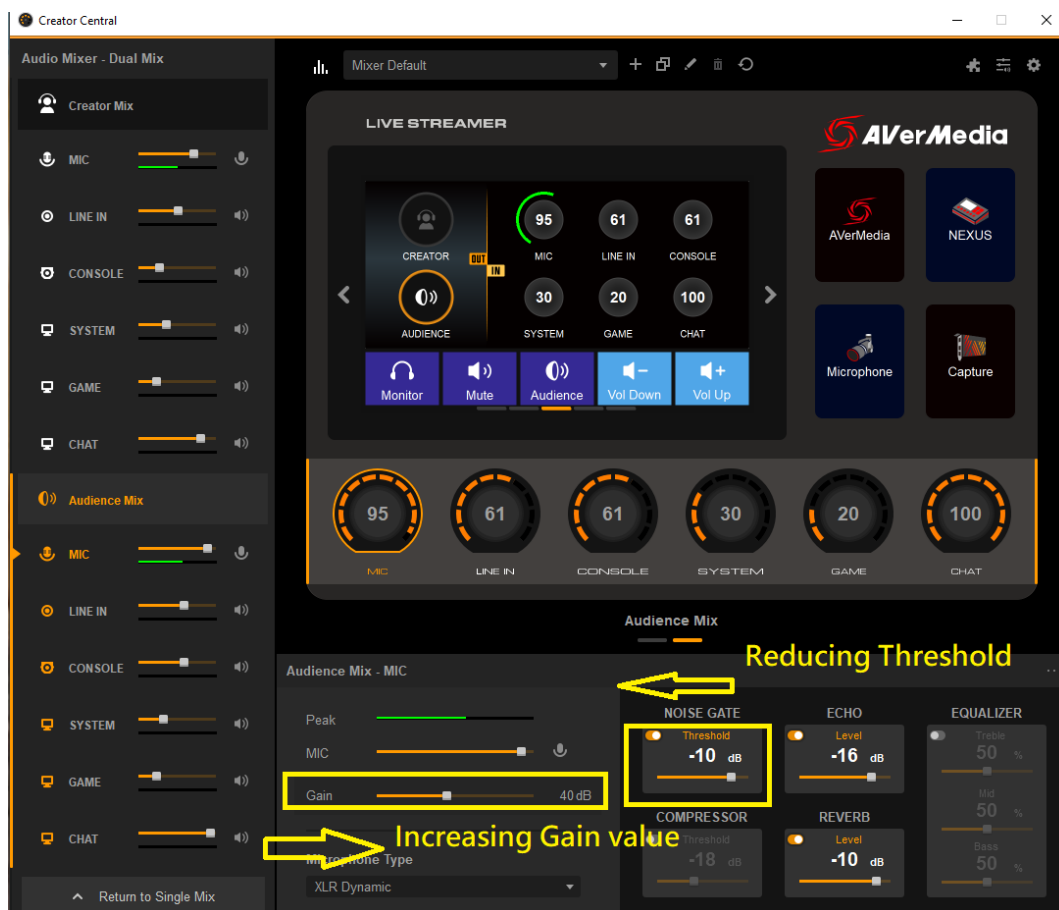 Creator Central
Audio Mixer - Dual Mix
Creator Mix
MIC
LINE IN
CONSOLE
SYSTEM
GAME
CHAT
Audience Mix
MIC
LINE IN
CONSOLE
SYSTEM
GAME
CHAT
Return to Single Mix
Mixer Default
LIVE STREAMER
AVerMedia
CREATOR
OUT
IN
AUDIENCE
95
61
61
MIC
LINE IN
CONSOLE
30
20
100
SYSTEM
GAME
CHAT
Monitor
Mute
Audience
Vol Down
Vol Up
AVerMedia
NEXUS
Microphone
Capture
95
61
61
30
20
100
MIC
LINE IN
CONSOLE
SYSTEM
GAME
CHAT
Audience Mix
Reducing Threshold
Audience Mix - MIC
Peak
MIC
Gain
40 dB
Increasing Gain value
Microphone Type
XLR Dynamic
NOISE GATE
Threshold
-10 dB
ECHO
Level
-16 dB
EQUALIZER
Treble
50 %
Mid
50 %
Bass
50 %
COMPRESSOR
Threshold
-18 dB
REVERB
Level
-10 dB